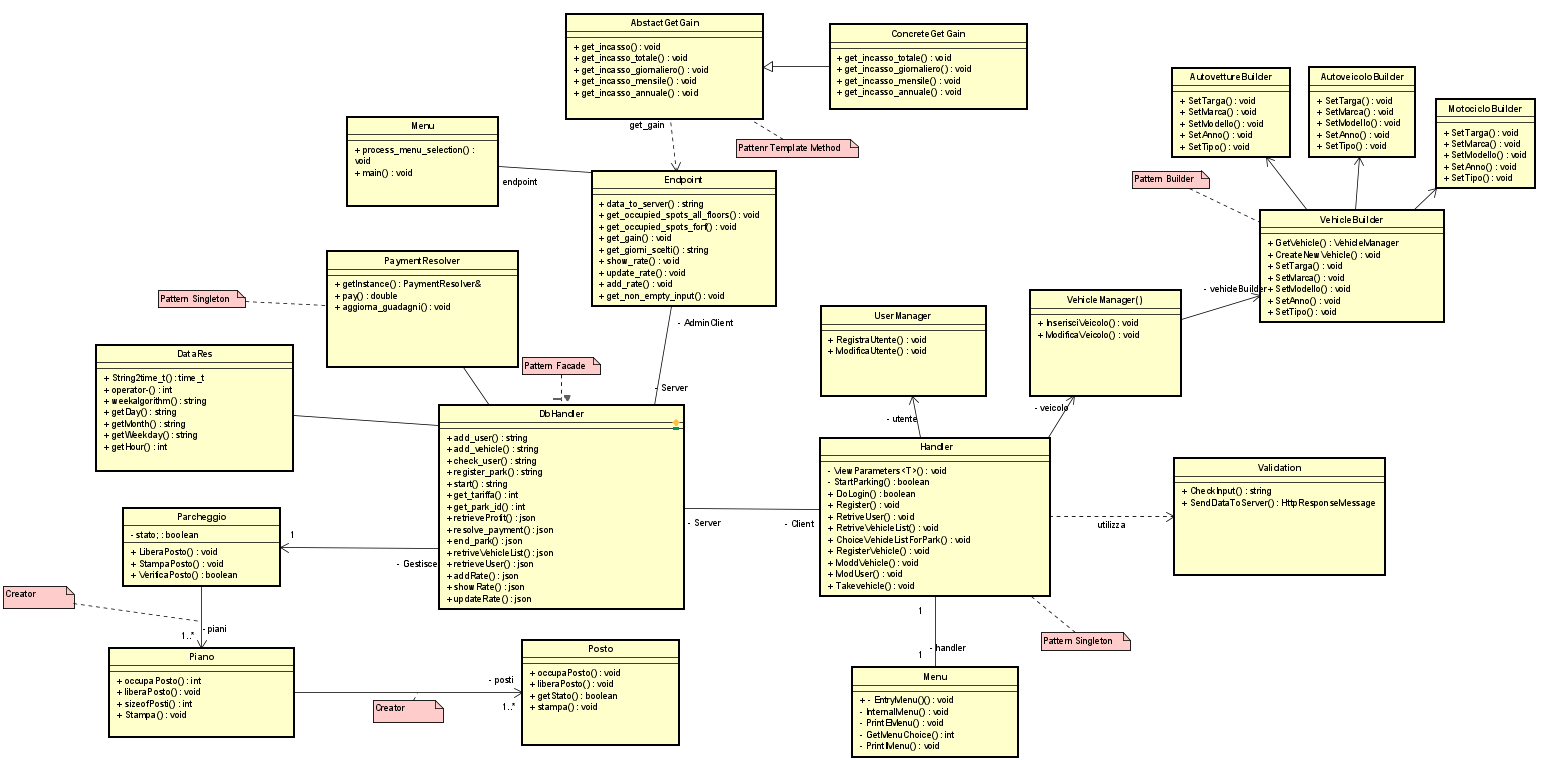 AbstactGetGain
+ get_incasso() : void
+ get_incasso_totale() : void
+ get_incasso_giornaliero() : void
+ get_incasso_mensile() : void
+ get_incasso_annuale() : void
ConcreteGetGain
+ get_incasso_totale() : void
+ get_incasso_giornaliero() : void
+ get_incasso_mensile() : void
+ get_incasso_annuale() : void
get_gain
Pattenr Template Method
Menu
+ process_menu_selection() :
void
+ main() : void
endpoint
Endpoint
+ data_to_server() : string
+ get_occupied_spots_all_floors() : void
+ get_occupied_spots_forf() : void
+ get_gain() : void
+ get_giorni_scelti() : string
+ show_rate() : void
+ update_rate() : void
+ add_rate() : void
+ get_non_empty_input() : void
AutovettureBuilder
+ SetTarga() : void
+ SetMarca() : void
+ SetModello() : void
+ SetAnno() : void
+ SetTipo() : void
AutoveicoloBuilder
+ SetTarga() : void
+ SetMarca() : void
+ SetModello() : void
+ SetAnno() : void
+ SetTipo() : void
MotocicloBuilder
+ SetTarga() : void
+ SetMarca() : void
+ SetModello() : void
+ SetAnno() : void
+ SetTipo() : void
Pattern Builder
VehicleBuilder
+ GetVehicle() : VehicleManager
+ CreateNewVehicle() : void
+ SetTarga() : void
+ SetMarca() : void
+ SetModello() : void
+ SetAnno() : void
+ SetTipo() : void
- vehicleBuilder
PaymentResolver
+ getInstance() : PaymentResolver&
+ pay() : double
+ aggiorna_guadagni() : void
Pattern Singleton
- AdminClient
- Server
UserManager
+ RegistraUtente() : void
+ ModificaUtente() : void
VehicleManager()
+ InserisciVeicolo() : void
+ ModificaVeicolo() : void
DataRes
+ String2time_t() : time_t
+ operator-() : int
+ weekalgorithm() : string
+ getDay() : string
+ getMonth() : string
+ getWeekday() : string
+ getHour() : int
Pattern Facade
DbHandler
+ add_user() : string
+ add_vehicle() : string
+ check_user() : string
+ register_park() : string
+ start() : string
+ get_tariffa() : int
+ get_park_id() : int
+ retrieveProfit() : json
+ resolve_payment() : json
+ end_park() : json
+ retriveVehicleList() : json
+ retrieveUser() : json
+ addRate() : json
+ showRate() : json
+ updateRate() : json
- utente
- veicolo
Handler
- ViewParameters<T>() : void
- StartParking() : boolean
+ DoLogin() : boolean
+ Register() : void
+ RetriveUser() : void
+ RetriveVehicleList() : void
+ ChoiceVehicleListForPark() : void
+ RegisterVehicle() : void
+ ModdVehicle() : void
+ ModUser() : void
+ Takevehicle() : void
- Server
- Client
utilizza
Validation
+ CheckInput() : string
+ SendDataToServer() : HttpResponseMessage
Parcheggio
- stato; : boolean
+ LiberaPosto() : void
+ StampaPosto() : void
+ VerificaPosto() : boolean
1
- Gestisce
Creator
- piani
1..*
Piano
+ occupaPosto() : int
+ liberaPosto() : void
+ sizeofPosti() : int
+ Stampa() : void
- posti
1..*
Creator
Posto
+ occupaPosto() : void
+ liberaPosto() : void
+ getStato() : boolean
+ stampa() : void
Pattern Singleton
1
- handler
1
Menu
+ - EntryMenu()() : void
- InternalMenu() : void
- PrintEMenu() : void
- GetMenuChoice() : int
- PrintIMenu() : void